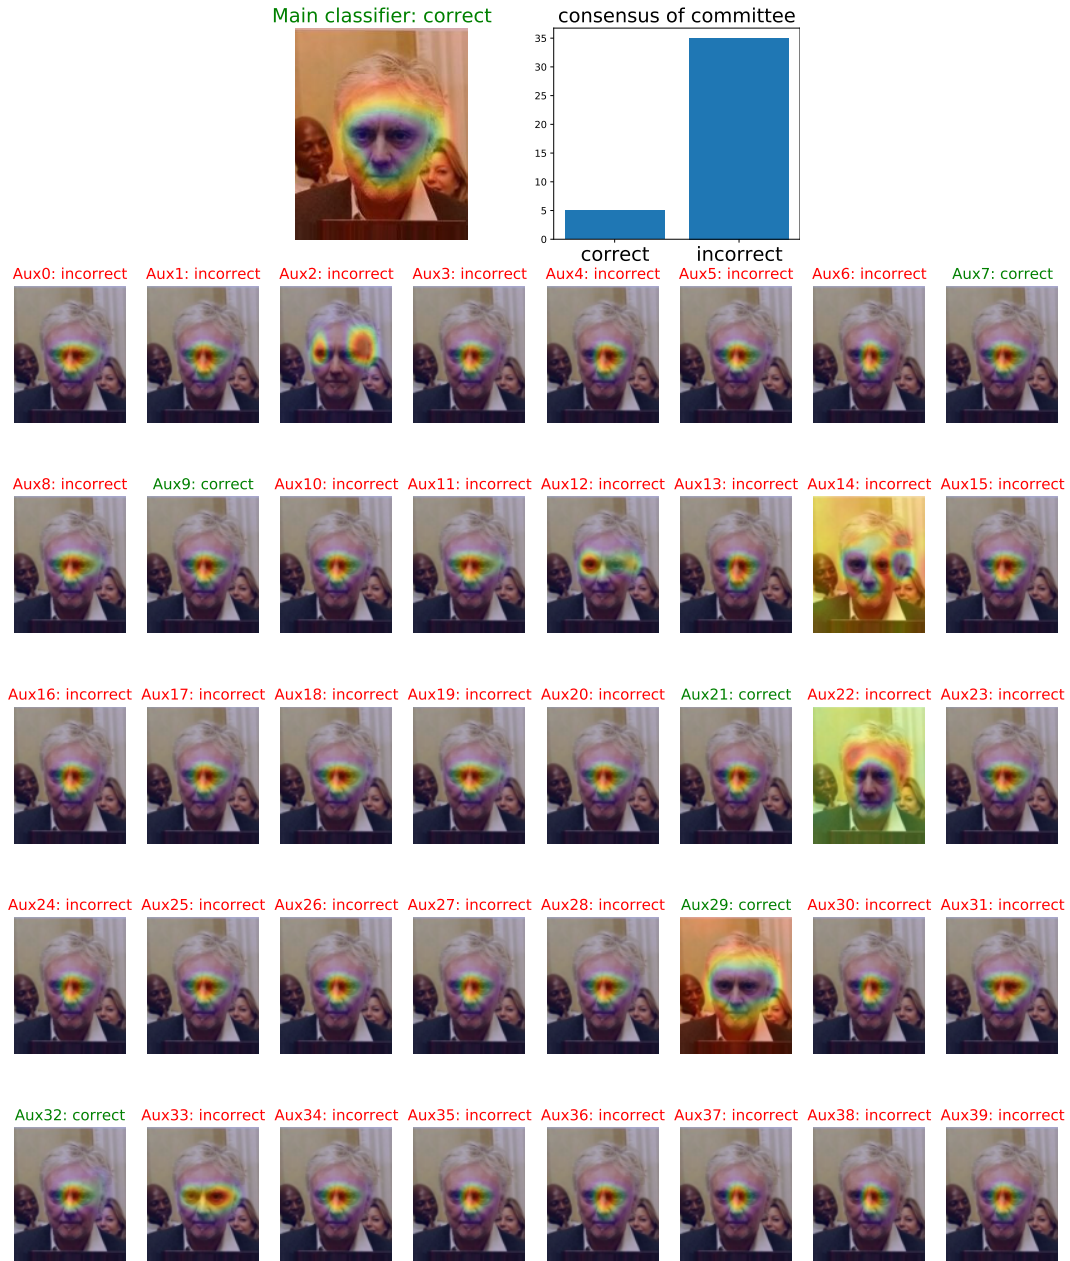 Main classifier: correct
consensus of committee
35
30
25
20
15
10
5
0
correct incorrect
Aux0: incorrect Aux1: incorrect Aux2: incorrect Aux3: incorrect Aux4: incorrect Aux5: incorrect Aux6: incorrect Aux7: correct
Aux8: incorrect Aux9: correct Aux10: incorrect Aux11: incorrect Aux12: incorrect Aux13: incorrect Aux14: incorrect Aux15: incorrect
Aux16: incorrect Aux17: incorrect Aux18: incorrect Aux19: incorrect Aux20: incorrect Aux21: correct Aux22: incorrect Aux23: incorrect
Aux24: incorrect Aux25: incorrect Aux26: incorrect Aux27: incorrect Aux28: incorrect Aux29: correct Aux30: incorrect Aux31: incorrect
Aux32: correct Aux33: incorrect Aux34: incorrect Aux35: incorrect Aux36: incorrect Aux37: incorrect Aux38: incorrect Aux39: incorrect